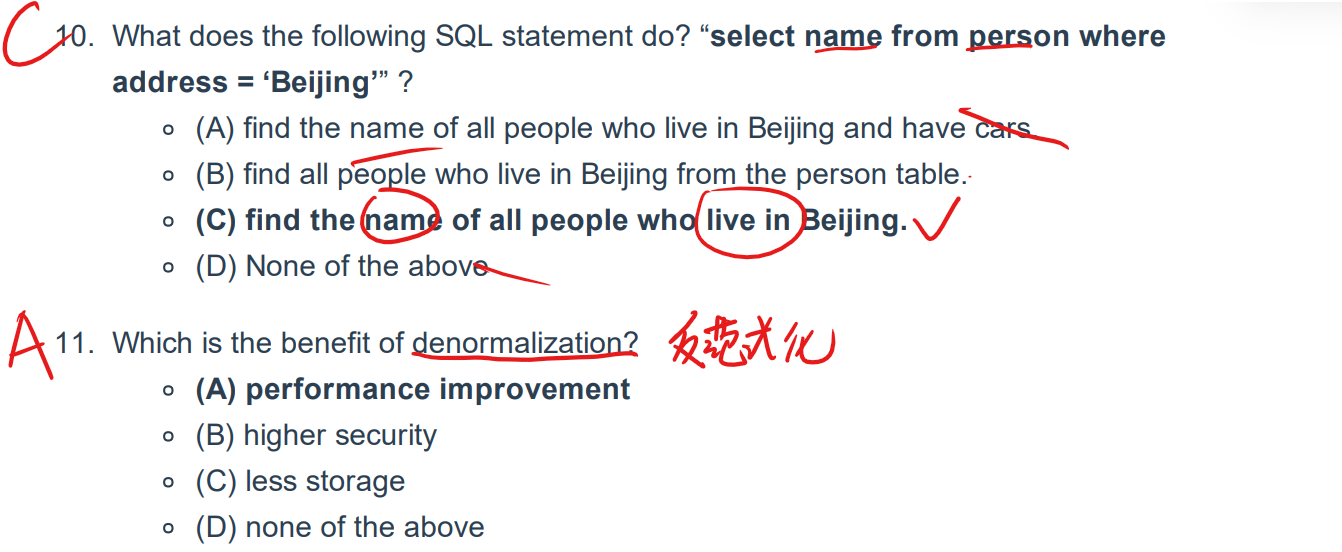 C 10. What does the following SQL statement do? “select name from person where
address = ‘Beijing’” ?
(A) find the name of all people who live in Beijing and have cars.
(B) find all people who live in Beijing from the person table.
(C) find the name of all people who live in Beijing.
(D) None of the above
A 11. Which is the benefit of denormalization? 反范式化
(A) performance improvement
(B) higher security
(C) less storage
(D) none of the above